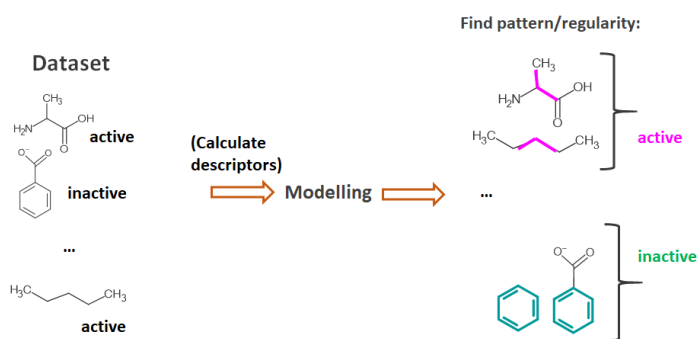 Find pattern/regularity:
Dataset
CH₃
OH
H₂N
O
active
O⁻
O
inactive
...
H₃C
CH₃
active
(Calculate
descriptors)
Modelling
CH₃
OH
H₂N
O
H₃C
CH₃
active
...
O⁻
O
inactive